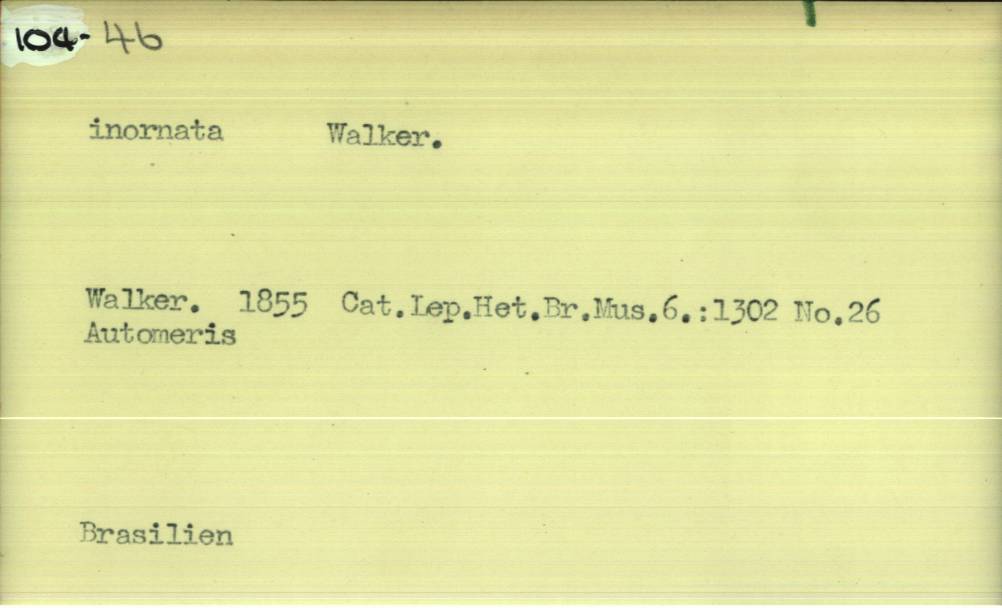 104-46
inornata Walker.
Walker. 1855 Cat.Lep.Het.Br.Mus.6.:1302 No.26
Automeris
Brasilien